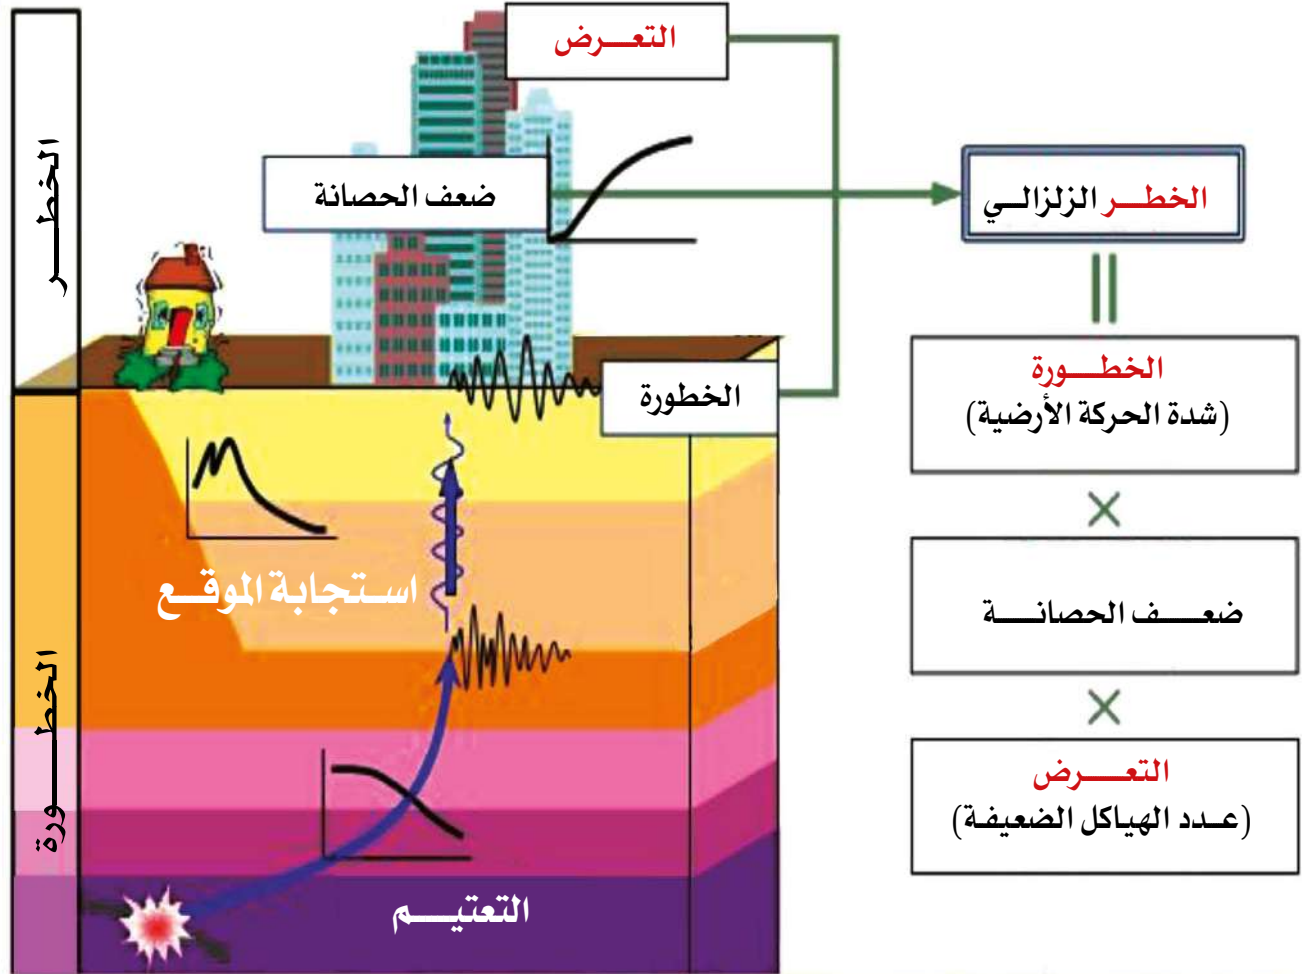 التعرض
ضعف الحصانة
الخطر الزلزالي
الخطر
الخطورة
(شدة الحركة الأرضية)
الخطورة
ضعف الحصانة
استجابة الموقع
التعرض
(عدد الهياكل الضعيفة)
الخطورة
التعتيم